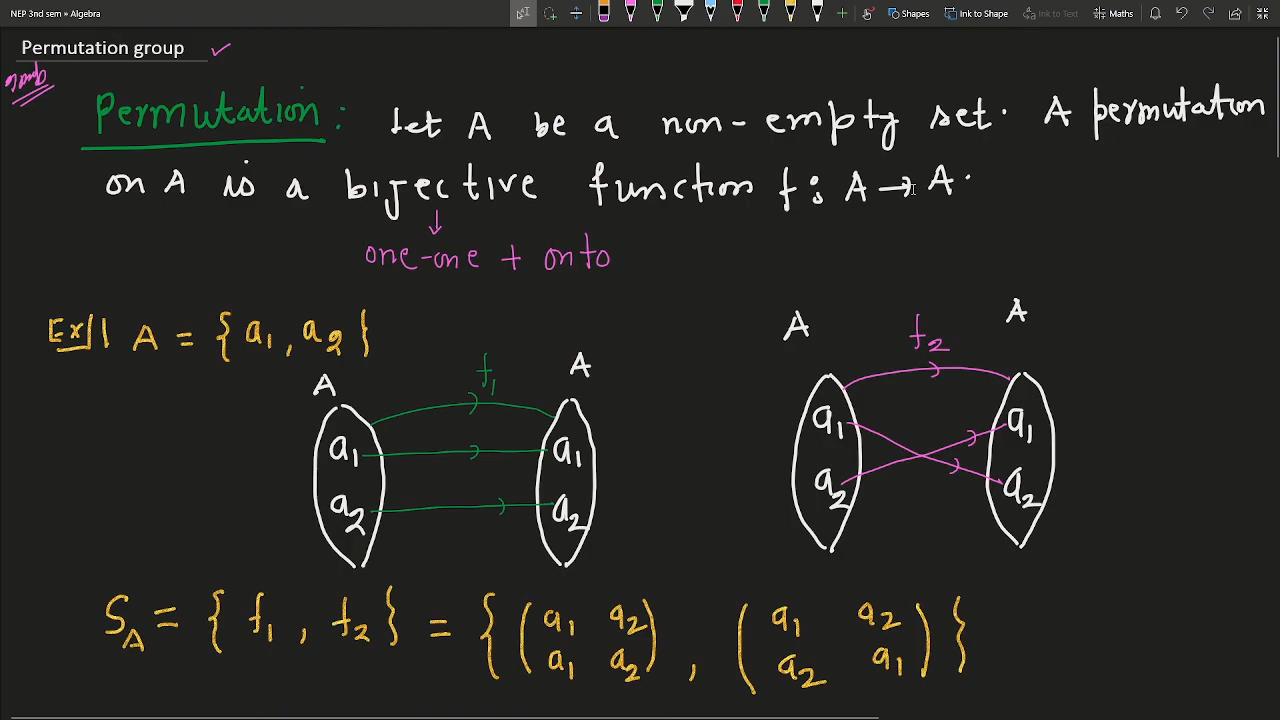 NEP 3rd sem » Algebra
Shapes Ink to Shape Ink to Text Maths
Permutation group ✓
Permutation : Let A be a non-empty set. A permutation
on A is a bijective function f : A → A.
↓
one-one + onto
Ex// A = { a₁ , a₂ }
A f₁ A
a₁ a₁
a₂ a₂
A f₂ A
a₁ a₁
a₂ a₂
S_A = { f₁ , f₂ } = { ( a₁ a₂ ) , ( a₁ a₂ ) }
a₁ a₂ a₂ a₁